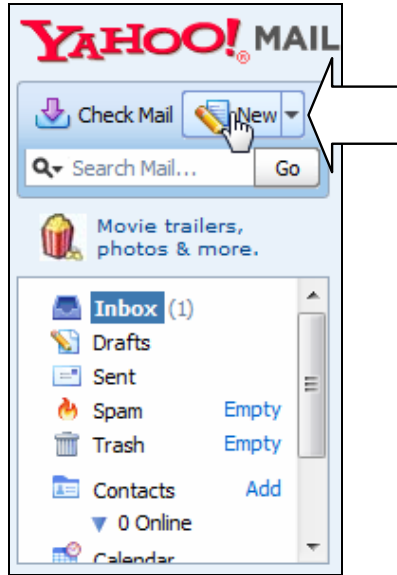 YAHOO!® MAIL
Check Mail New
Search Mail... Go
Movie trailers,
photos & more.
Inbox (1)
Drafts
Sent
Spam Empty
Trash Empty
Contacts Add
0 Online
Calendar